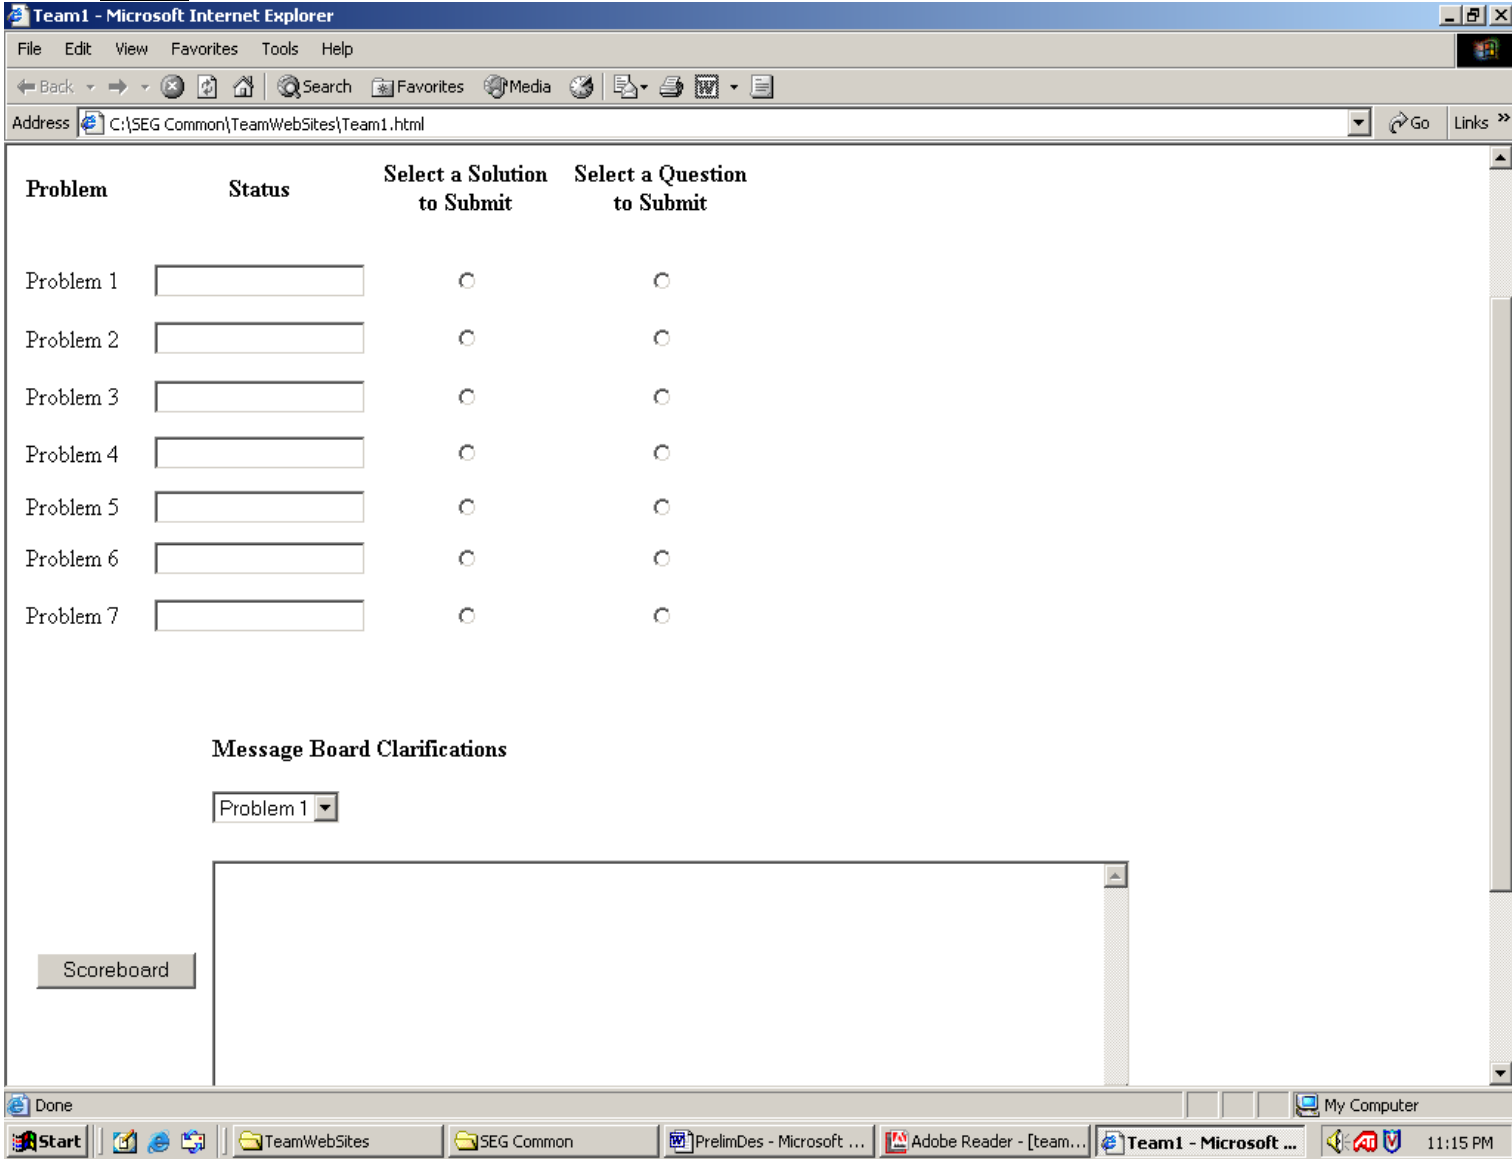 Team1 - Microsoft Internet Explorer
File Edit View Favorites Tools Help
Back Search Favorites Media
Address C:\SEG Common\TeamWebSites\Team1.html Go Links »
Problem Status Select a Solution to Submit Select a Question to Submit
Problem 1
Problem 2
Problem 3
Problem 4
Problem 5
Problem 6
Problem 7
Message Board Clarifications
Problem 1
Scoreboard
Done My Computer
Start TeamWebSites SEG Common PrelimDes - Microsoft ... Adobe Reader - [team... Team1 - Microsoft ... 11:15 PM